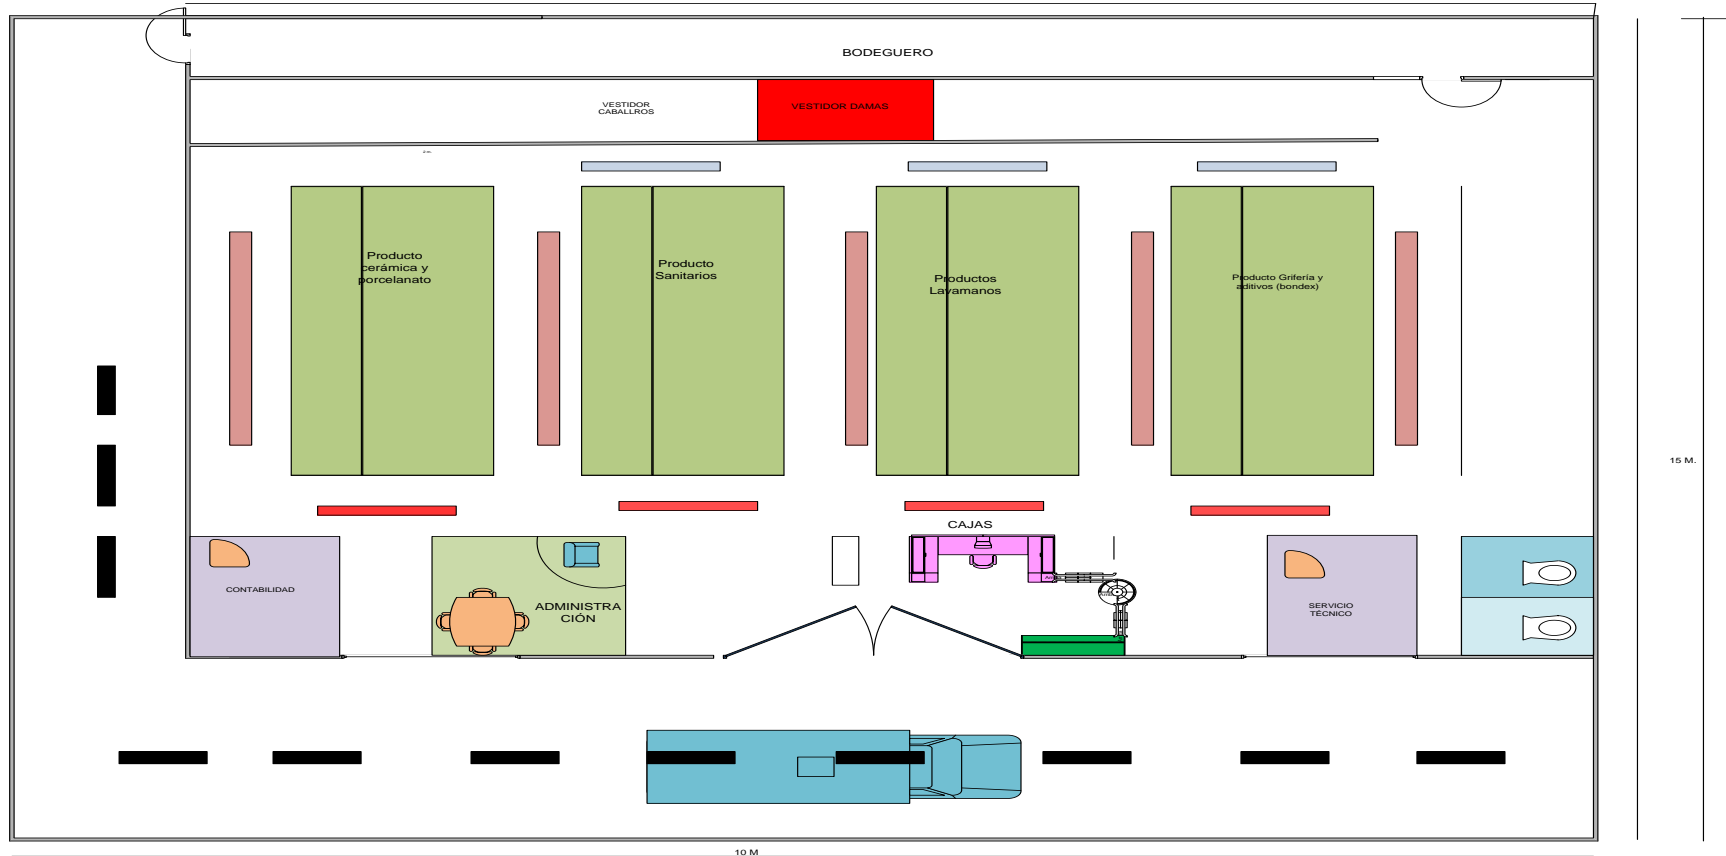 BODEGUERO
VESTIDOR
CABALLROS
VESTIDOR DAMAS
Producto
cerámica y
porcelanato
Producto
Sanitarios
Productos
Lavamanos
Producto Grifería y
aditivos (bondex)
15 M.
CAJAS
CONTABILIDAD
ADMINISTRA
CIÓN
SERVICIO
TÉCNICO
10 M